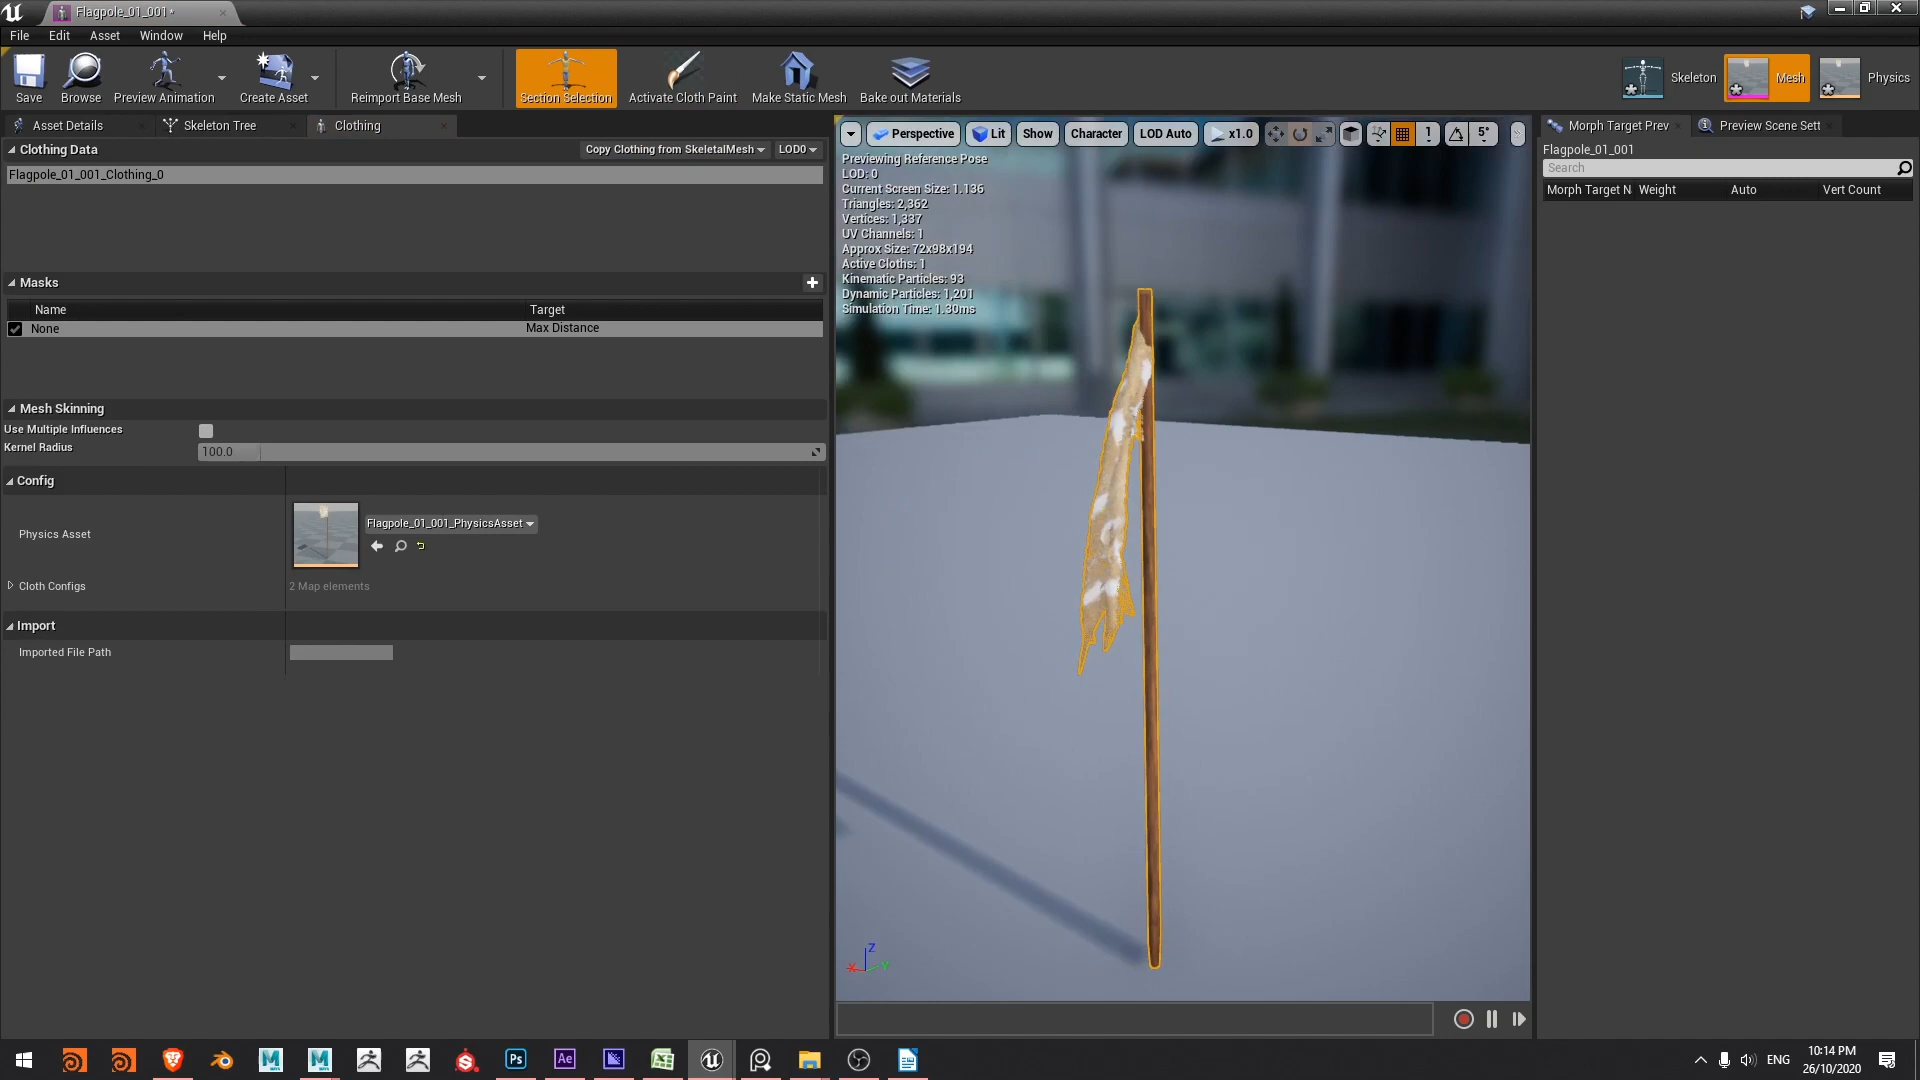 Flagpole_01_001*
File Edit Asset Window Help
Save Browse Preview Animation Create Asset Reimport Base Mesh Section Selection Activate Cloth Paint Make Static Mesh Bake out Materials Skeleton Mesh Physics
Asset Details Skeleton Tree Clothing
Clothing Data Copy Clothing from SkeletalMesh LOD0
Flagpole_01_001_Clothing_0
Masks
Name Target
None Max Distance
Mesh Skinning
Use Multiple Influences
Kernel Radius 100.0
Config
Physics Asset Flagpole_01_001_PhysicsAsset
Cloth Configs 2 Map elements
Import
Imported File Path
Perspective Lit Show Character LOD Auto x1.0 1 5°
Previewing Reference Pose
LOD: 0
Current Screen Size: 1.136
Triangles: 2,362
Vertices: 1,337
UV Channels: 1
Approx Size: 72x98x194
Active Cloths: 1
Kinematic Particles: 93
Dynamic Particles: 1,201
Simulation Time: 1.30ms
Z
X Y
Morph Target Prev Preview Scene Sett
Flagpole_01_001
Search
Morph Target N Weight Auto Vert Count
Ps Ae
ENG
10:14 PM
26/10/2020